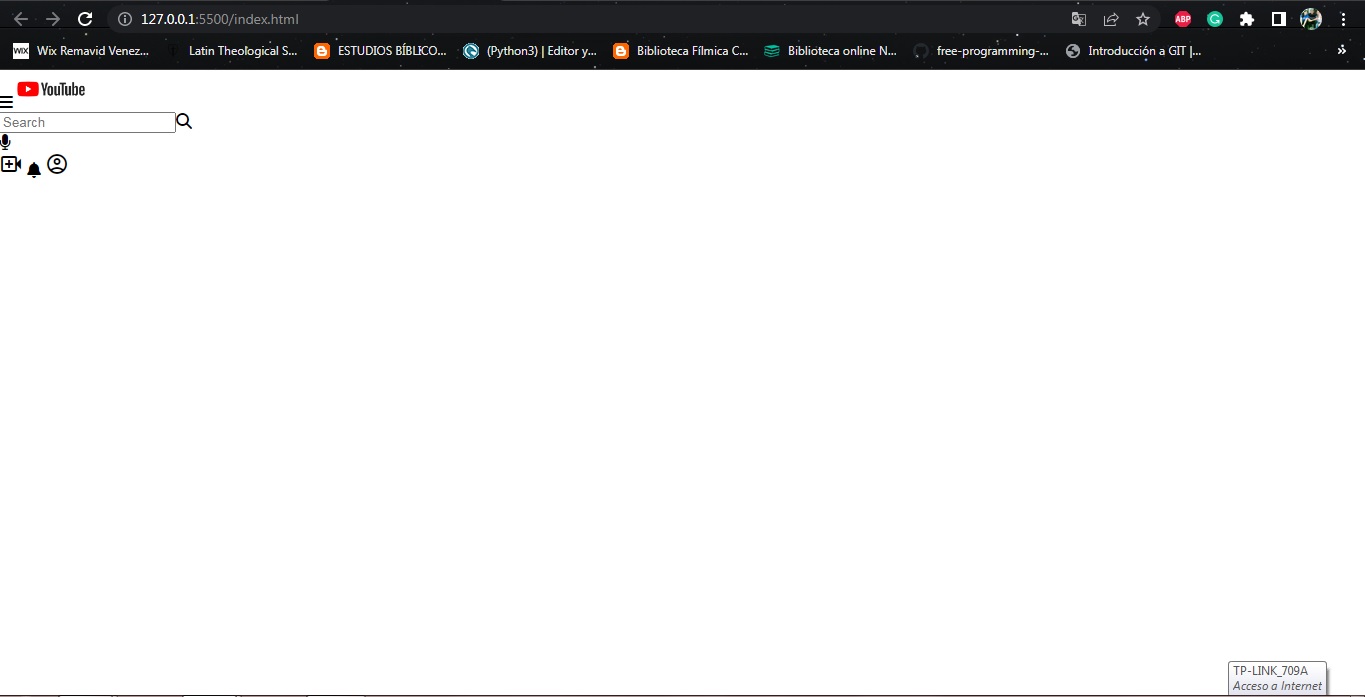 127.0.0.1:5500/index.html
ABP
G
WiX Wix Remavid Venez... T Latin Theological S... ESTUDIOS BÍBLICO... (Python3) | Editor y... Biblioteca Fílmica C... Biblioteca online N... free-programming-... Introducción a GIT |... »
YouTube
Search
TP-LINK_709A
Acceso a Internet